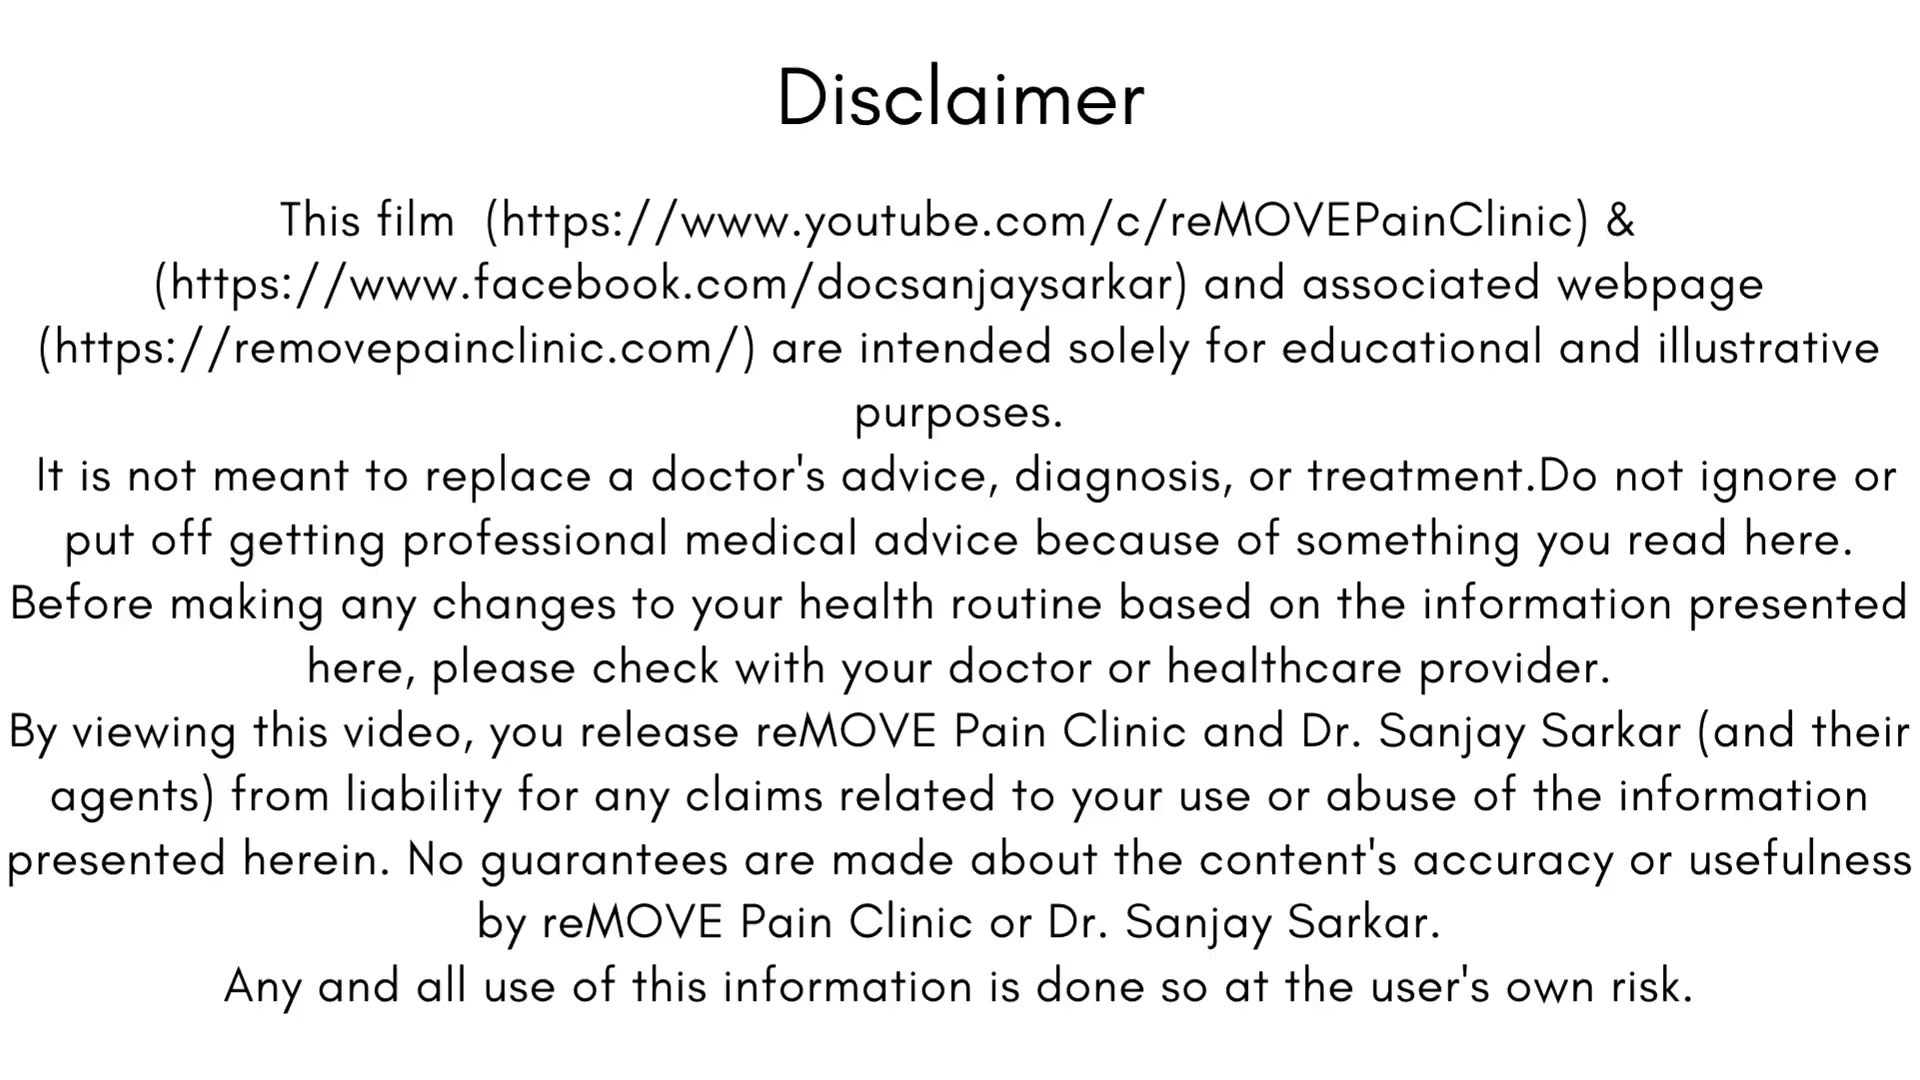 Disclaimer
This film  (https://www.youtube.com/c/reMOVEPainClinic) &
(https://www.facebook.com/docsanjaysarkar) and associated webpage
(https://removepainclinic.com/) are intended solely for educational and illustrative
purposes.
It is not meant to replace a doctor's advice, diagnosis, or treatment.Do not ignore or
put off getting professional medical advice because of something you read here.
Before making any changes to your health routine based on the information presented
here, please check with your doctor or healthcare provider.
By viewing this video, you release reMOVE Pain Clinic and Dr. Sanjay Sarkar (and their
agents) from liability for any claims related to your use or abuse of the information
presented herein. No guarantees are made about the content's accuracy or usefulness
by reMOVE Pain Clinic or Dr. Sanjay Sarkar.
Any and all use of this information is done so at the user's own risk.